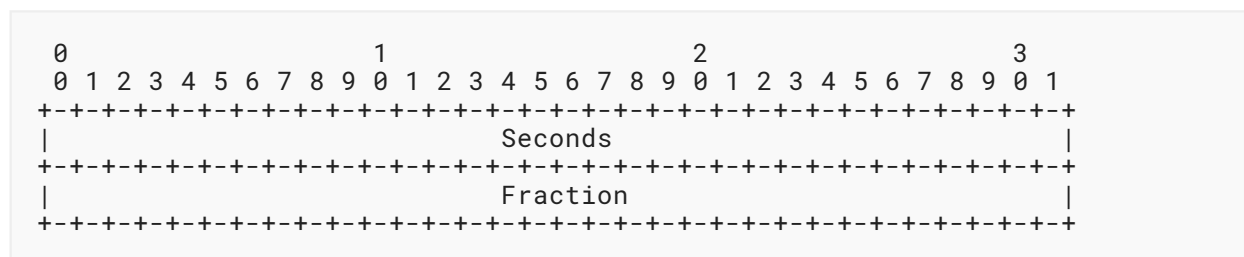 0                   1                   2                   3
 0 1 2 3 4 5 6 7 8 9 0 1 2 3 4 5 6 7 8 9 0 1 2 3 4 5 6 7 8 9 0 1
+-+-+-+-+-+-+-+-+-+-+-+-+-+-+-+-+-+-+-+-+-+-+-+-+-+-+-+-+-+-+-+-+
|                            Seconds                            |
+-+-+-+-+-+-+-+-+-+-+-+-+-+-+-+-+-+-+-+-+-+-+-+-+-+-+-+-+-+-+-+-+
|                            Fraction                           |
+-+-+-+-+-+-+-+-+-+-+-+-+-+-+-+-+-+-+-+-+-+-+-+-+-+-+-+-+-+-+-+-+